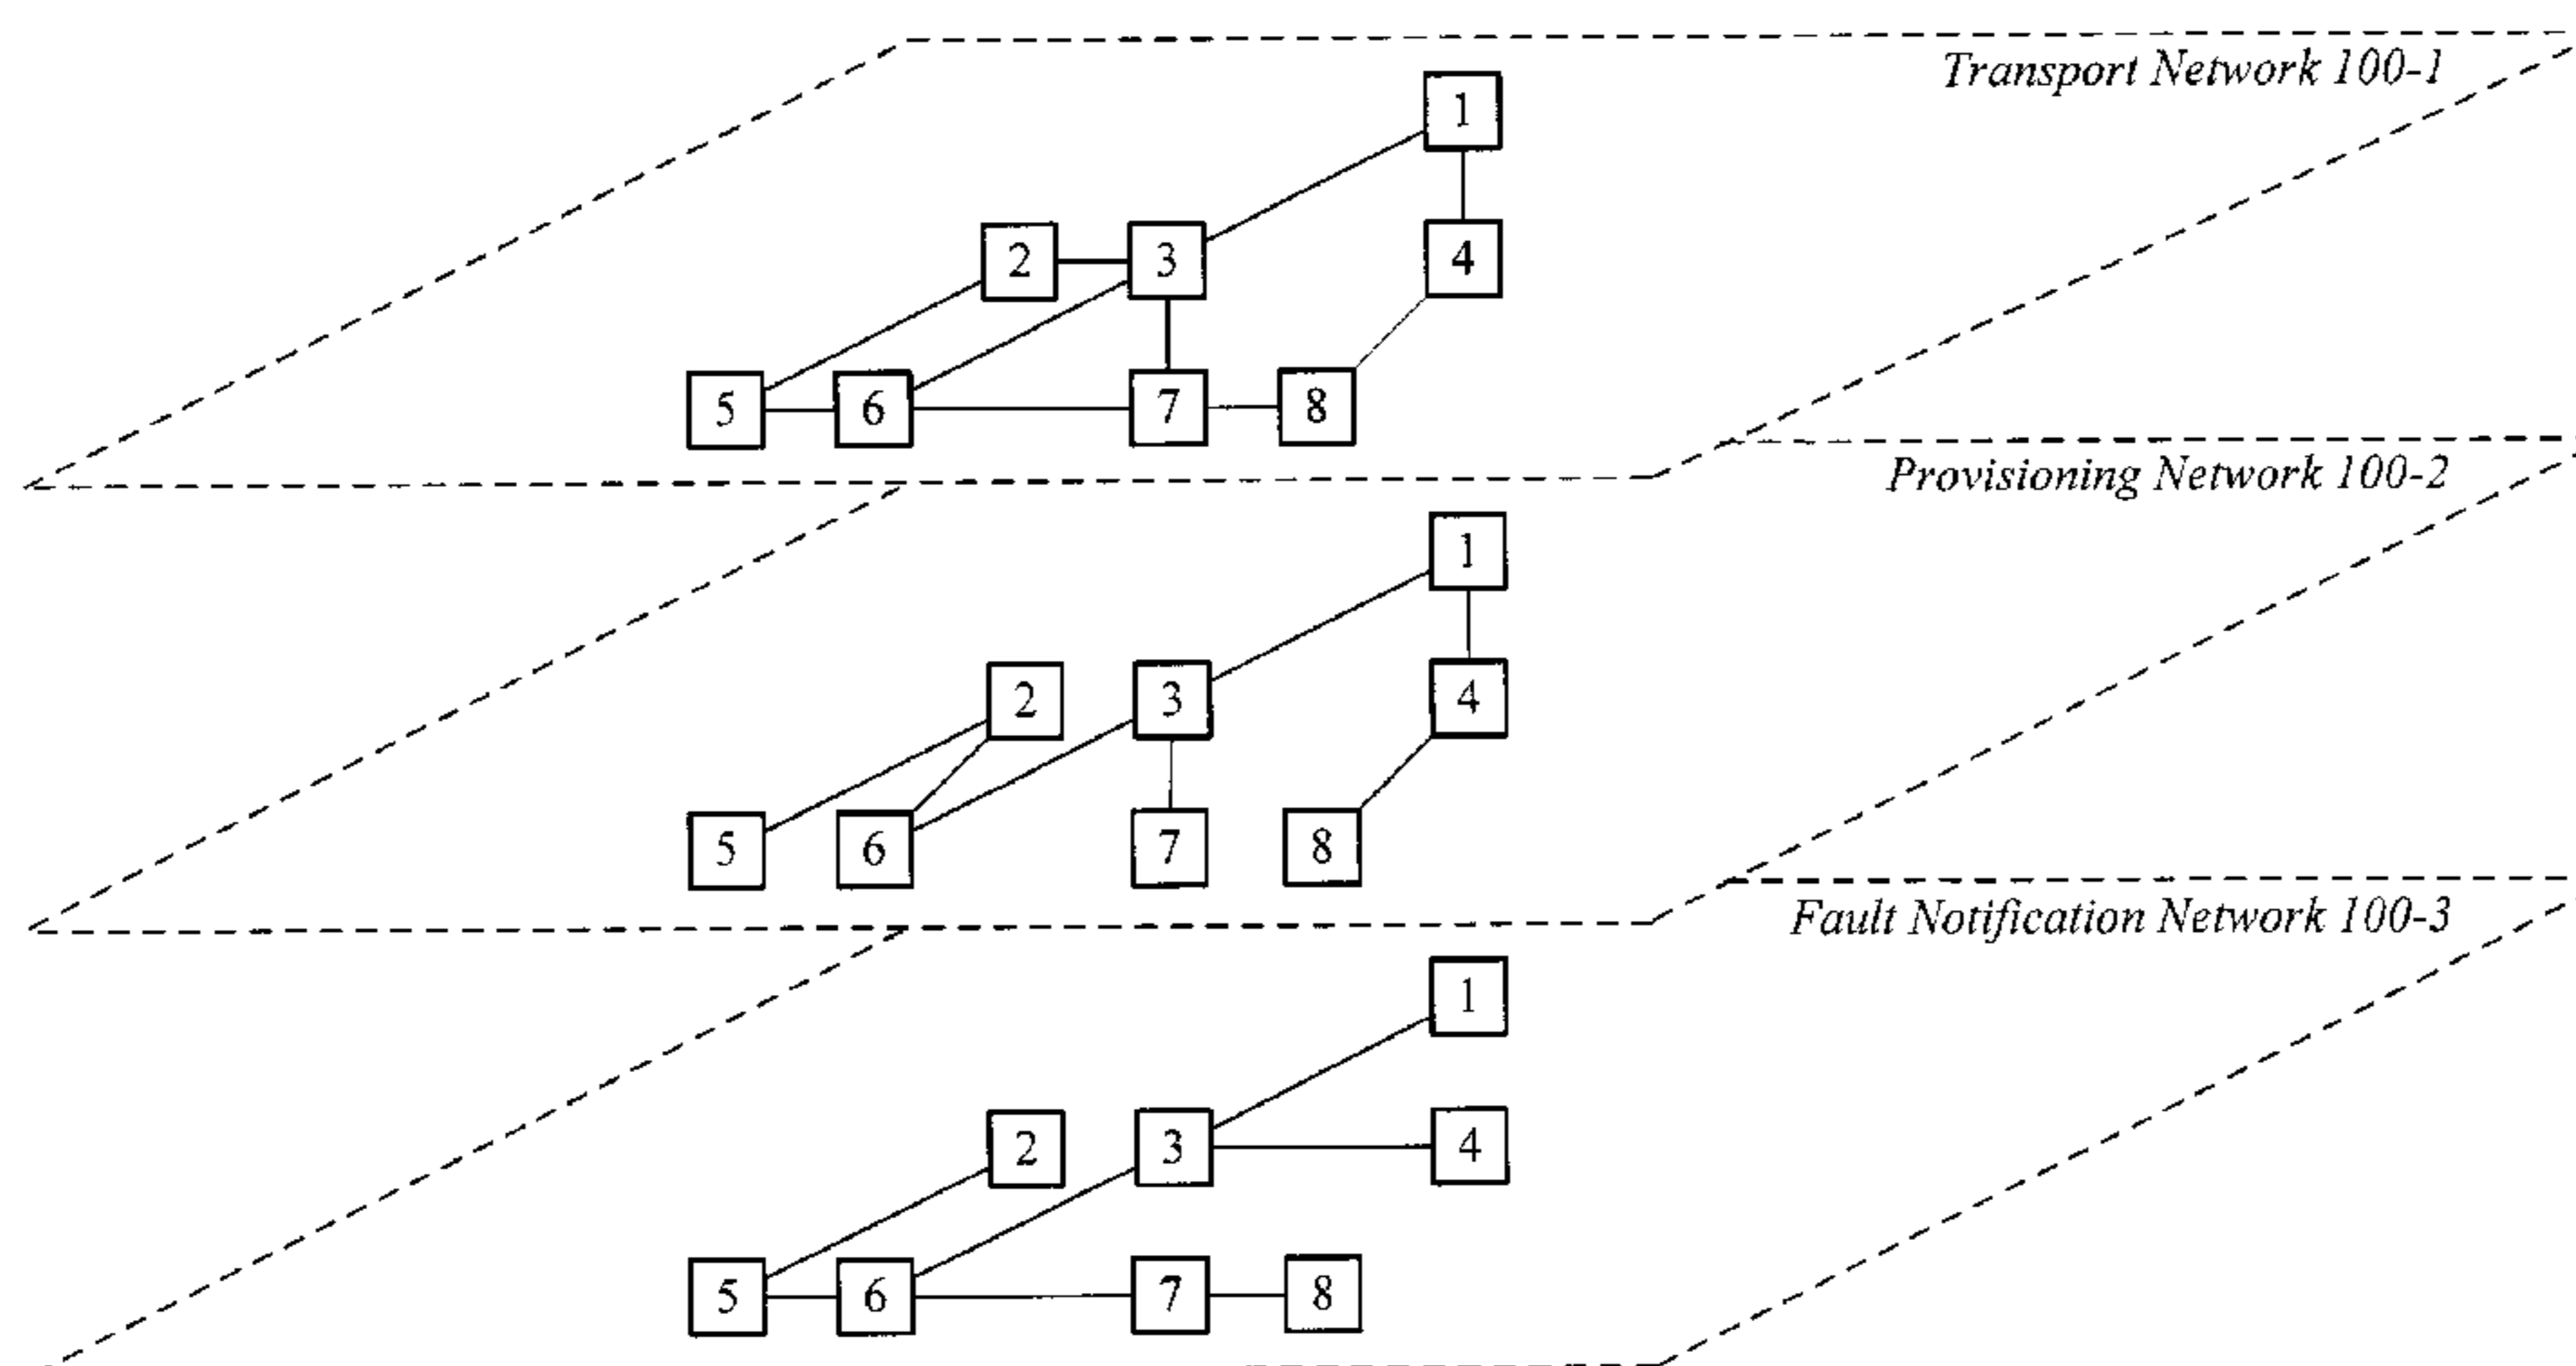 Transport Network 100-1
1
2 3 4
5 6 7 8
Provisioning Network 100-2
1
2 3 4
5 6 7 8
Fault Notification Network 100-3
1
2 3 4
5 6 7 8